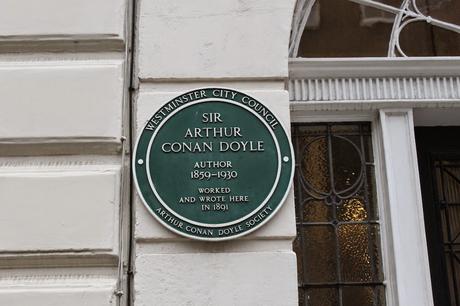 WESTMINSTER CITY COUNCIL
SIR
ARTHUR
CONAN DOYLE
AUTHOR
1859–1930
WORKED
AND WROTE HERE
IN 1891
ARTHUR CONAN DOYLE SOCIETY